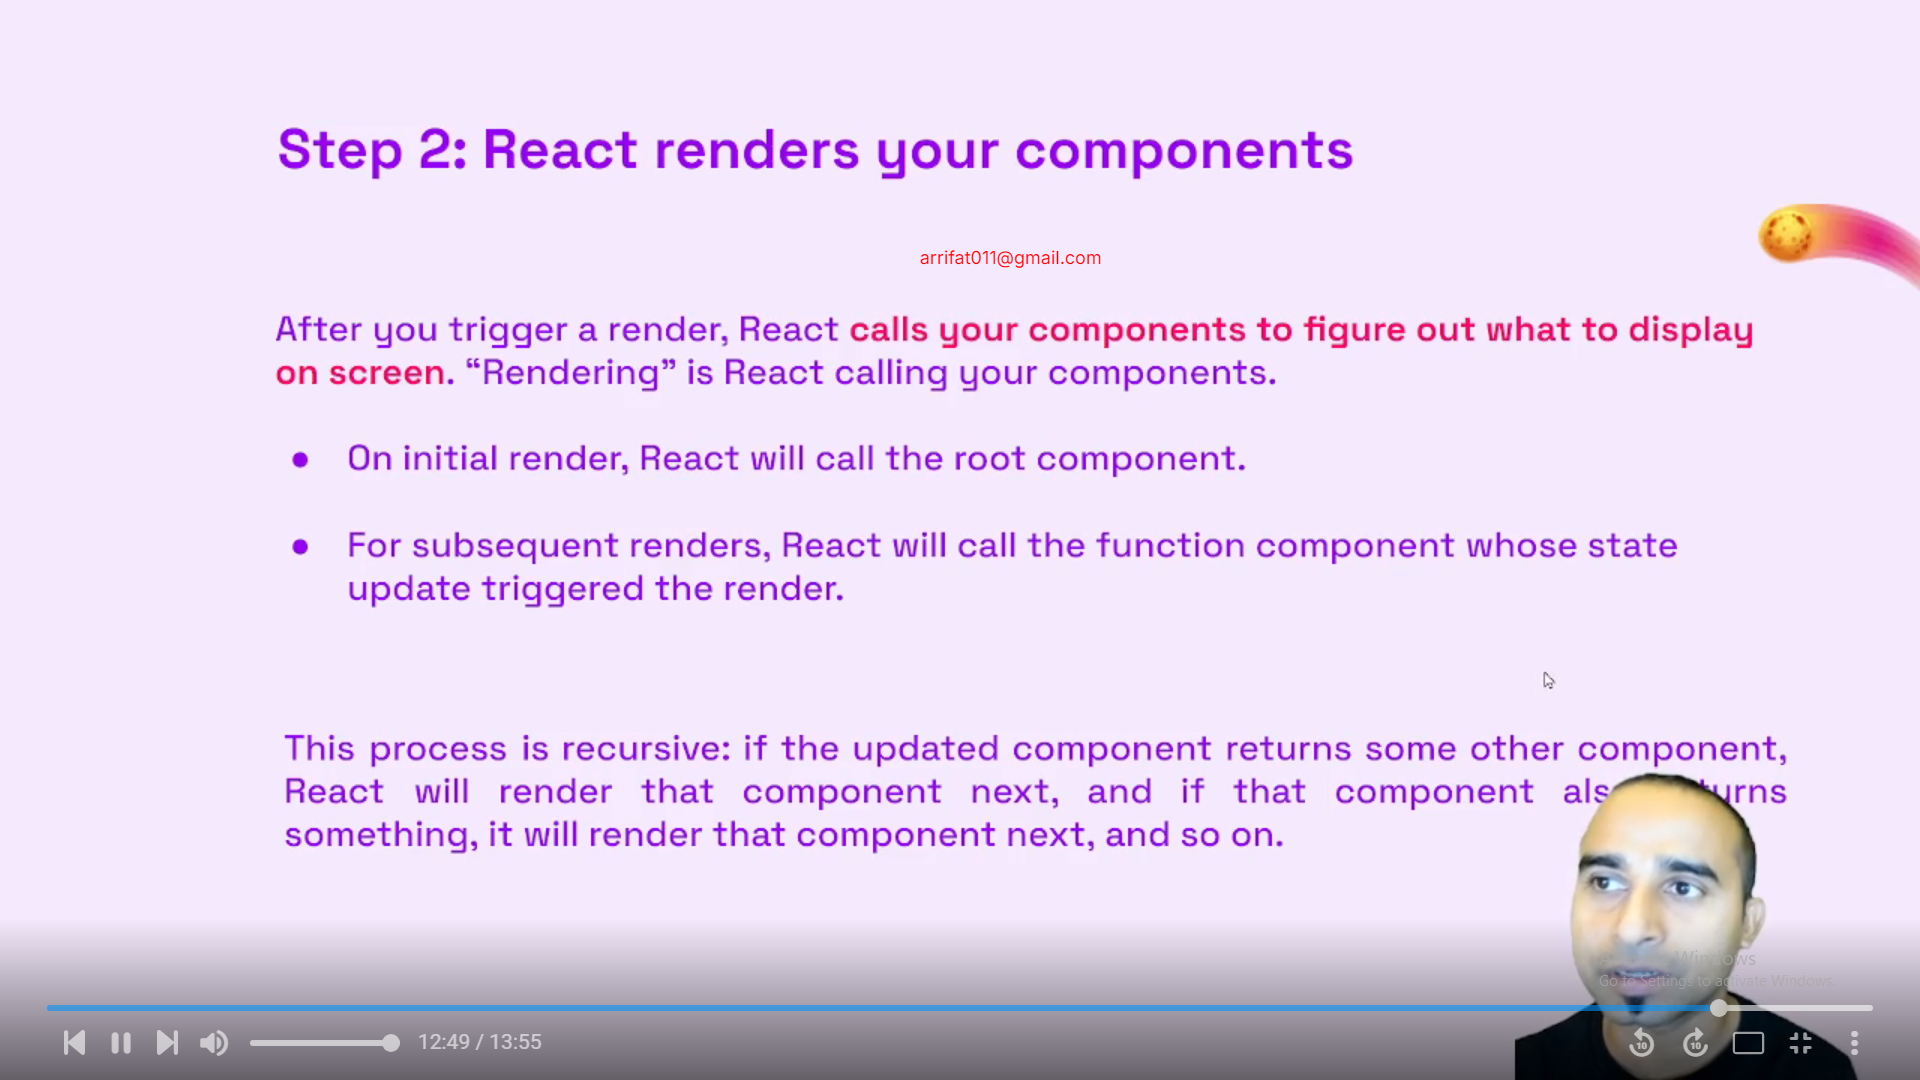 Step 2: React renders your components
arrifat011@gmail.com
After you trigger a render, React calls your components to figure out what to display
on screen. “Rendering” is React calling your components.
● On initial render, React will call the root component.
● For subsequent renders, React will call the function component whose state
update triggered the render.
This process is recursive: if the updated component returns some other component,
React will render that component next, and if that component
something, it will render that component next, and so on.
Windows
Go to Settings to activate Windows.
12:49 / 13:55
10
10